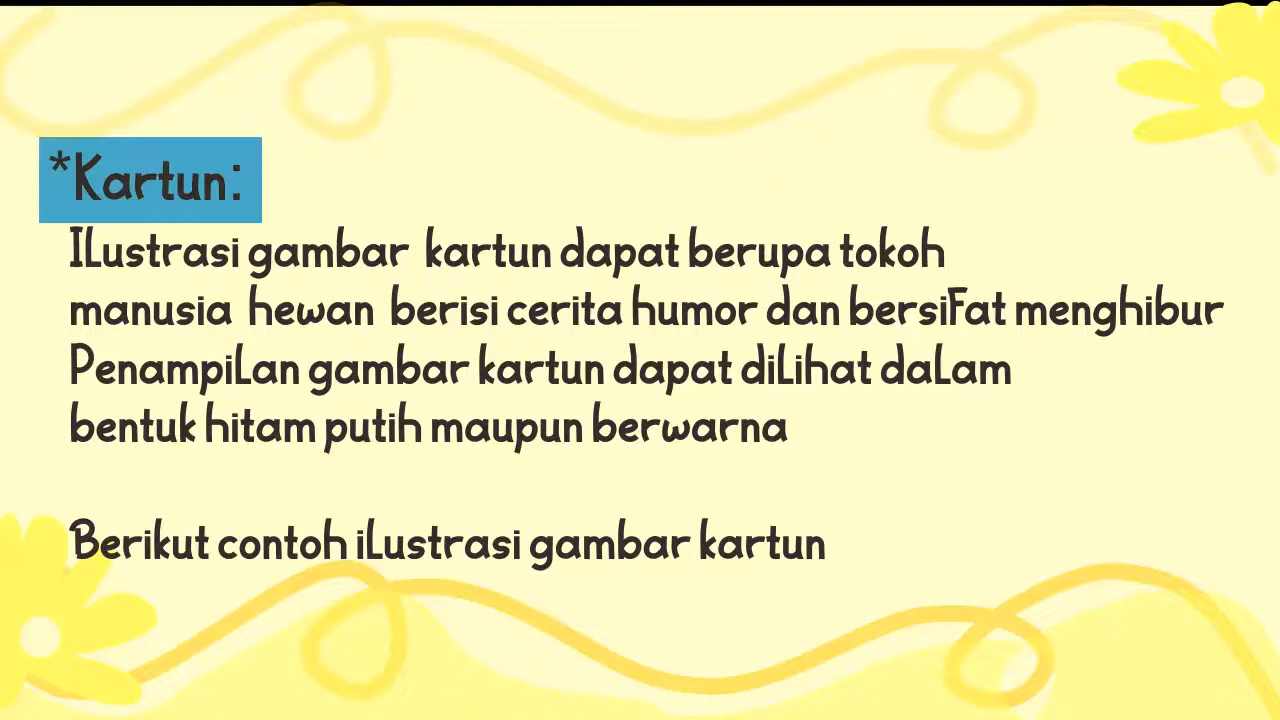 *Kartun:
ILustrasi gambar kartun dapat berupa tokoh
manusia hewan berisi cerita humor dan bersiFat menghibur
PenampiLan gambar kartun dapat diLihat daLam
bentuk hitam putih maupun berwarna
Berikut contoh iLustrasi gambar kartun